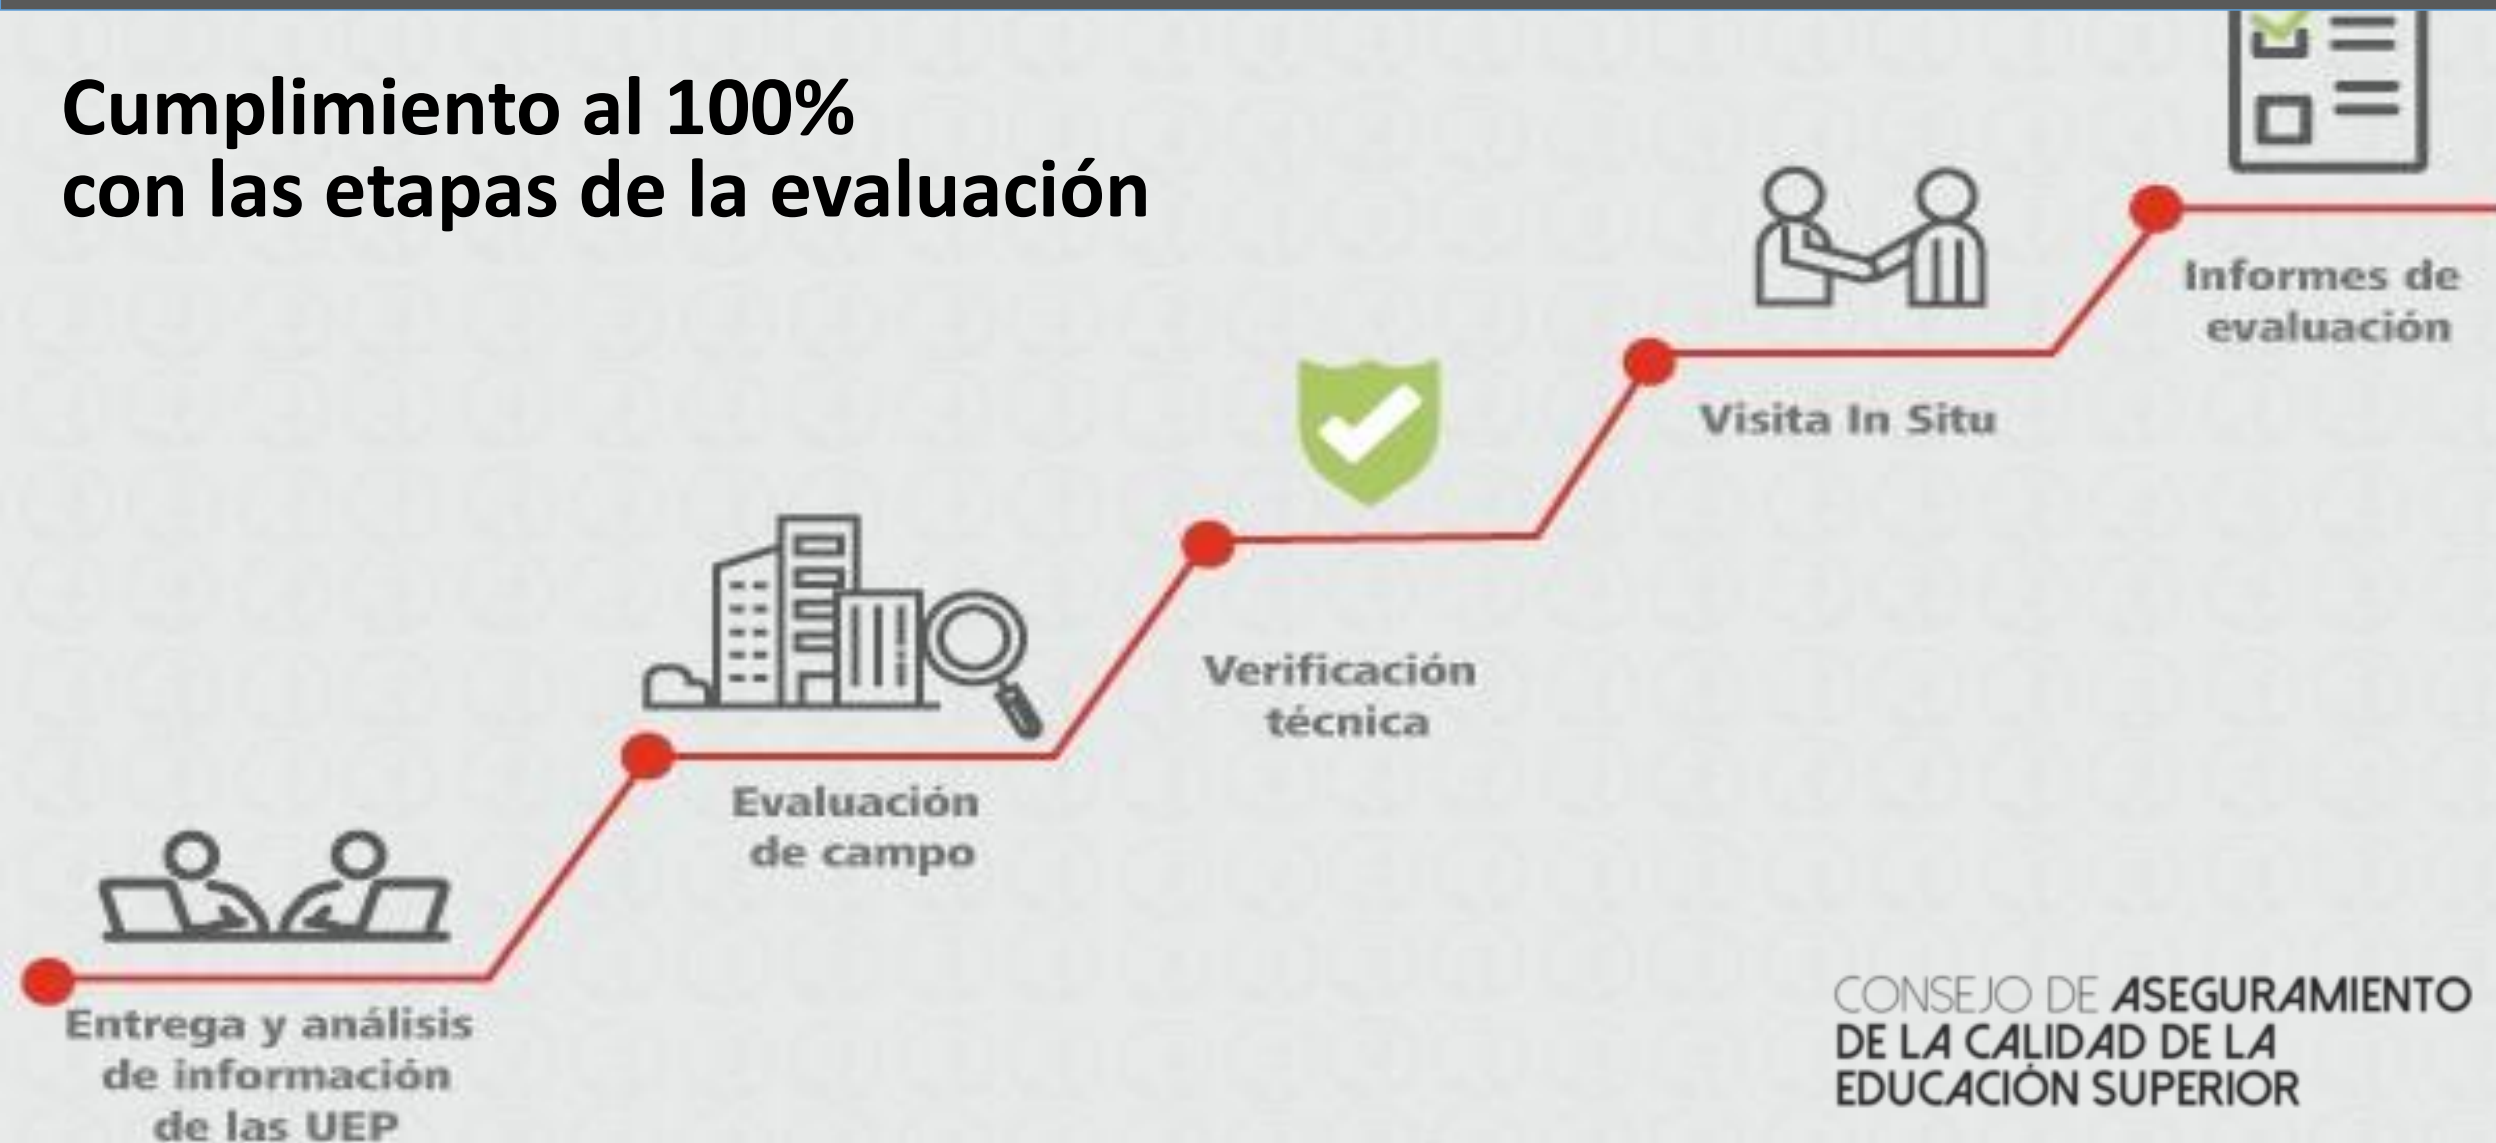 Cumplimiento al 100%
con las etapas de la evaluación
Informes de
evaluación
Visita In Situ
Verificación
técnica
Evaluación
de campo
Entrega y análisis
de información
de las UEP
CONSEJO DE ASEGURAMIENTO
DE LA CALIDAD DE LA
EDUCACIÓN SUPERIOR